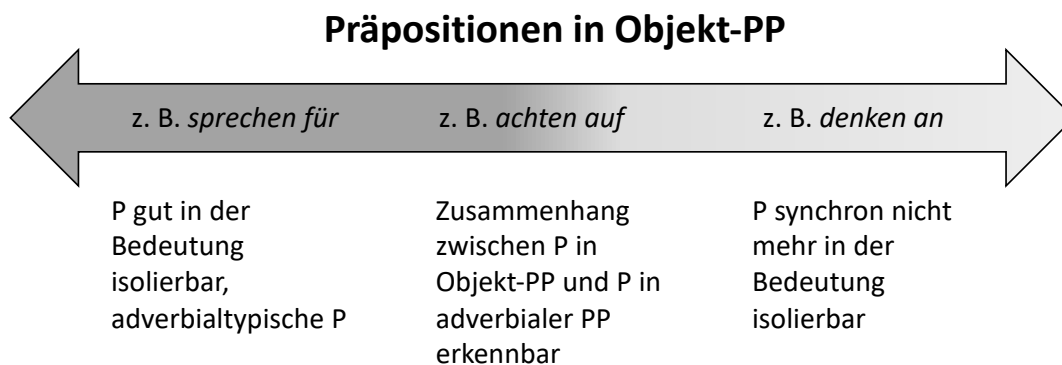 Präpositionen in Objekt-PP
z. B. sprechen für
z. B. achten auf
z. B. denken an
P gut in der
Bedeutung
isolierbar,
adverbialtypische P
Zusammenhang
zwischen P in
Objekt-PP und P in
adverbialer PP
erkennbar
P synchron nicht
mehr in der
Bedeutung
isolierbar